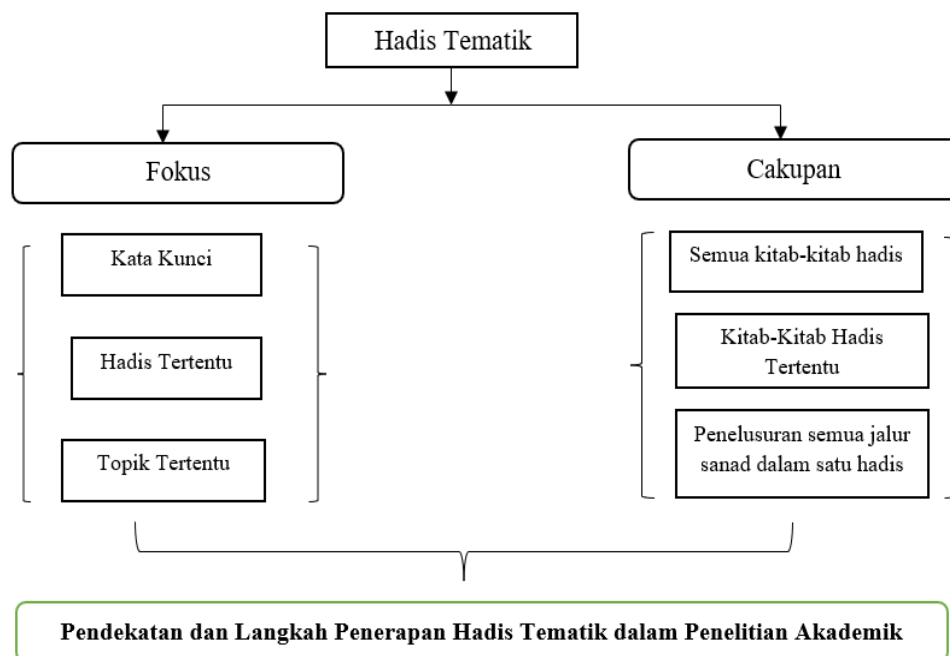 Hadis Tematik
Fokus
Cakupan
Kata Kunci
Hadis Tertentu
Topik Tertentu
Semua kitab-kitab hadis
Kitab-Kitab Hadis
Tertentu
Penelusuran semua jalur
sanad dalam satu hadis
Pendekatan dan Langkah Penerapan Hadis Tematik dalam Penelitian Akademik